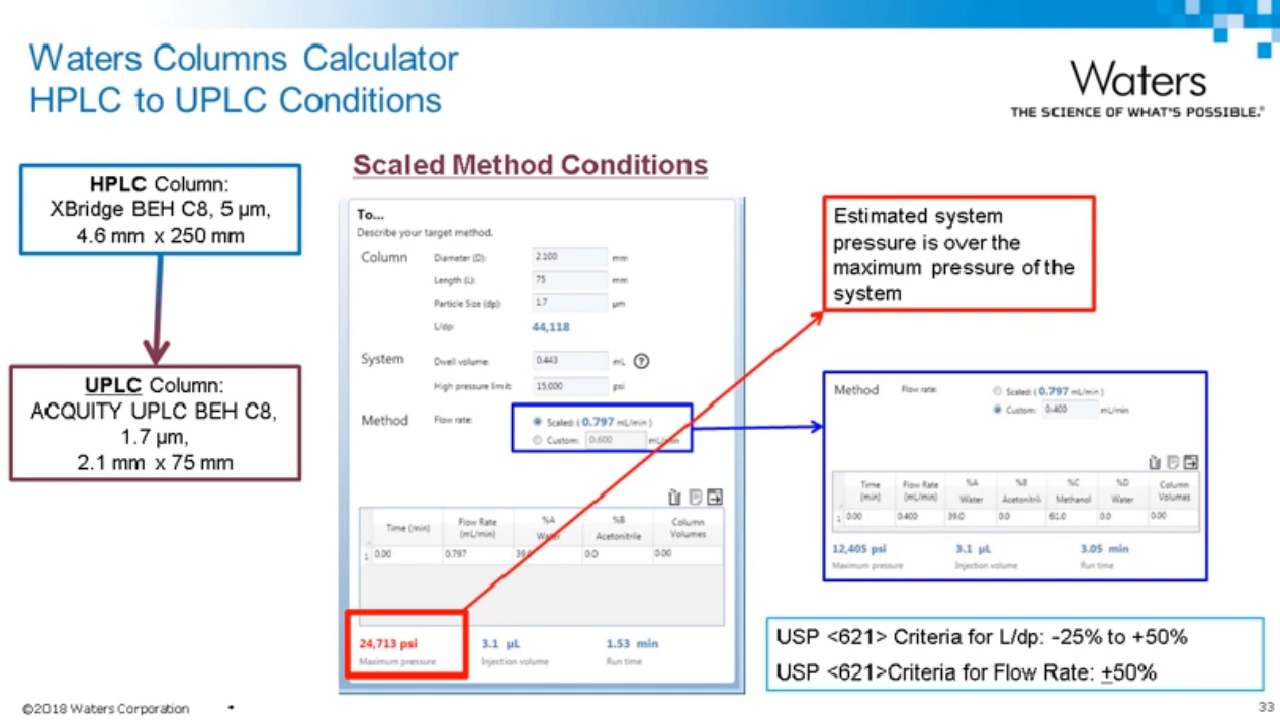 Waters Columns Calculator
HPLC to UPLC Conditions
Waters
THE SCIENCE OF WHAT'S POSSIBLE.®
HPLC Column:
XBridge BEH C8, 5 µm,
4.6 mm x 250 mm
UPLC Column:
ACQUITY UPLC BEH C8,
1.7 µm,
2.1 mm x 75 mm
Scaled Method Conditions
To...
Describe your target method.
Column Diameter (D): 2.100 mm
Length (L): 75 mm
Particle Size (dp): 1.7 µm
L/dp: 44,118
System Dwell volume: 0.443 mL ?
High pressure limit: 15,000 psi
Method Flow rate: Scaled: ( 0.797 mL/min )
Custom: 0.600 mL/min
Time (min) Flow Rate (mL/min) %A Water %B Acetonitrile Column Volumes
1 0.00 0.797 39.0 0.0 0.00
24,713 psi 3.1 µL 1.53 min
Maximum pressure Injection volume Run time
Estimated system
pressure is over the
maximum pressure of the
system
Method Flow rate: Scaled: ( 0.797 mL/min )
Custom: 0.400 mL/min
Time (min) Flow Rate (mL/min) %A Water %B Acetonitrile %C Methanol %D Water Column Volumes
1 0.00 0.400 39.0 0.0 61.0 0.0 0.00
12,405 psi 3.1 µL 3.05 min
Maximum pressure Injection volume Run time
USP <621> Criteria for L/dp: -25% to +50%
USP <621>Criteria for Flow Rate: ±50%
©2018 Waters Corporation
33